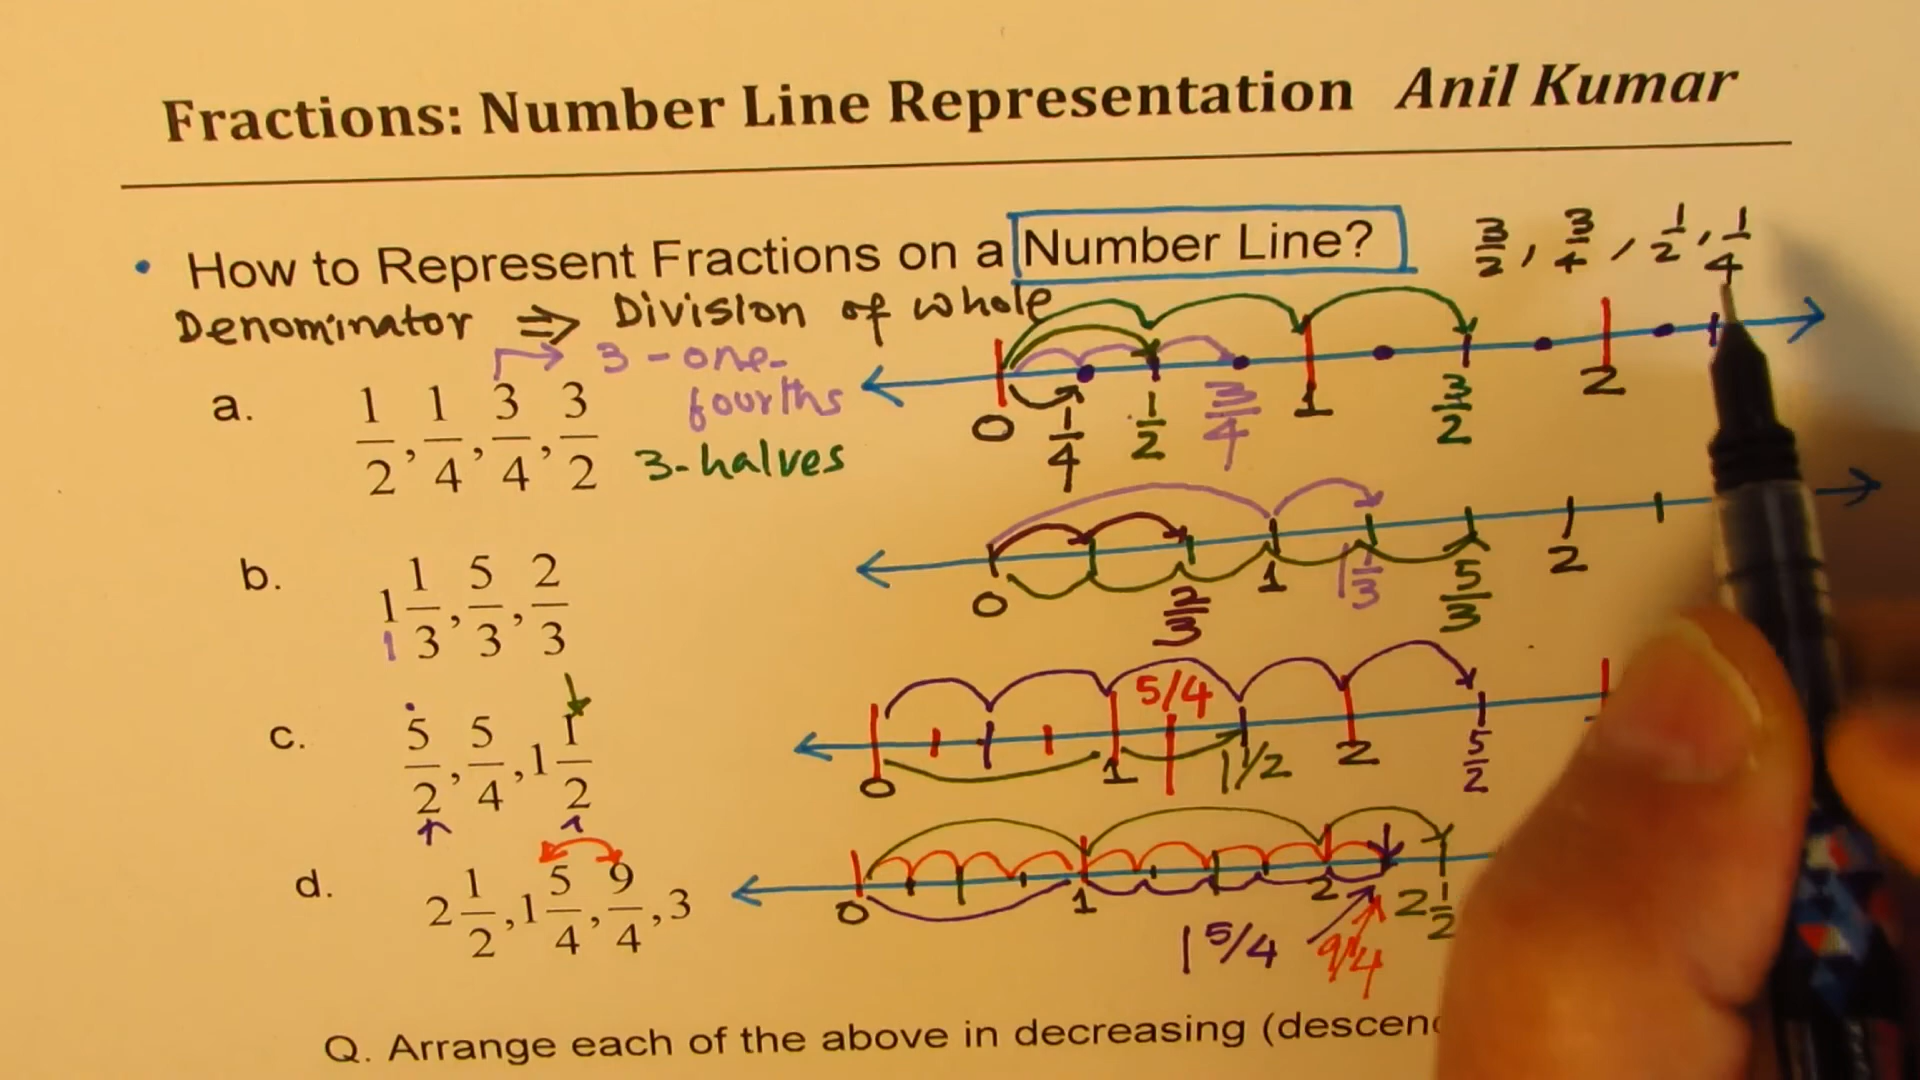 Fractions: Number Line Representation Anil Kumar
• How to Represent Fractions on a Number Line?
3/2, 3/4, 1/2, 1/4
Denominator ⇒ Division of whole
3-one-fourths
a. 1/2, 1/4, 3/4, 3/2
3-halves
0 1/4 1/2 3/4 1 3/2 2
b. 1 1/3, 5/3, 2/3
1
0 2/3 1 1 1/3 5/3 2
c. 5/2, 5/4, 1 1/2
5/4
0 1 1 1/2 2 5/2
d. 2 1/2, 1 5/4, 9/4, 3
0 1 2 2 1/2
1 5/4 9/4
Q. Arrange each of the above in decreasing